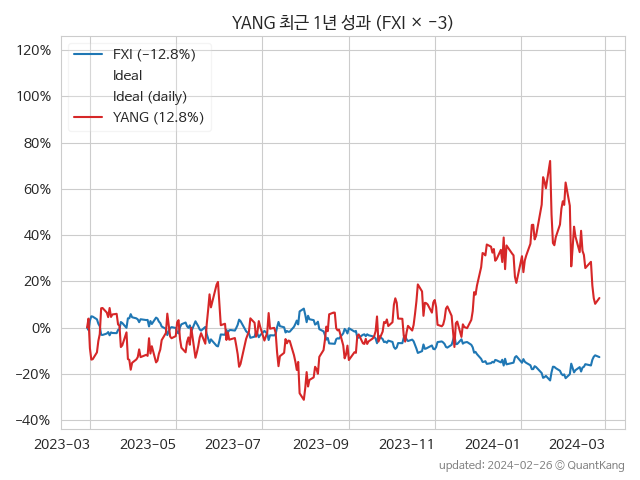 YANG 최근 1년 성과 (FXI × −3)
FXI (−12.8%)
Ideal
Ideal (daily)
YANG (12.8%)
120%
100%
80%
60%
40%
20%
0%
−20%
−40%
2023-03 2023-05 2023-07 2023-09 2023-11 2024-01 2024-03
updated: 2024-02-26 © QuantKang